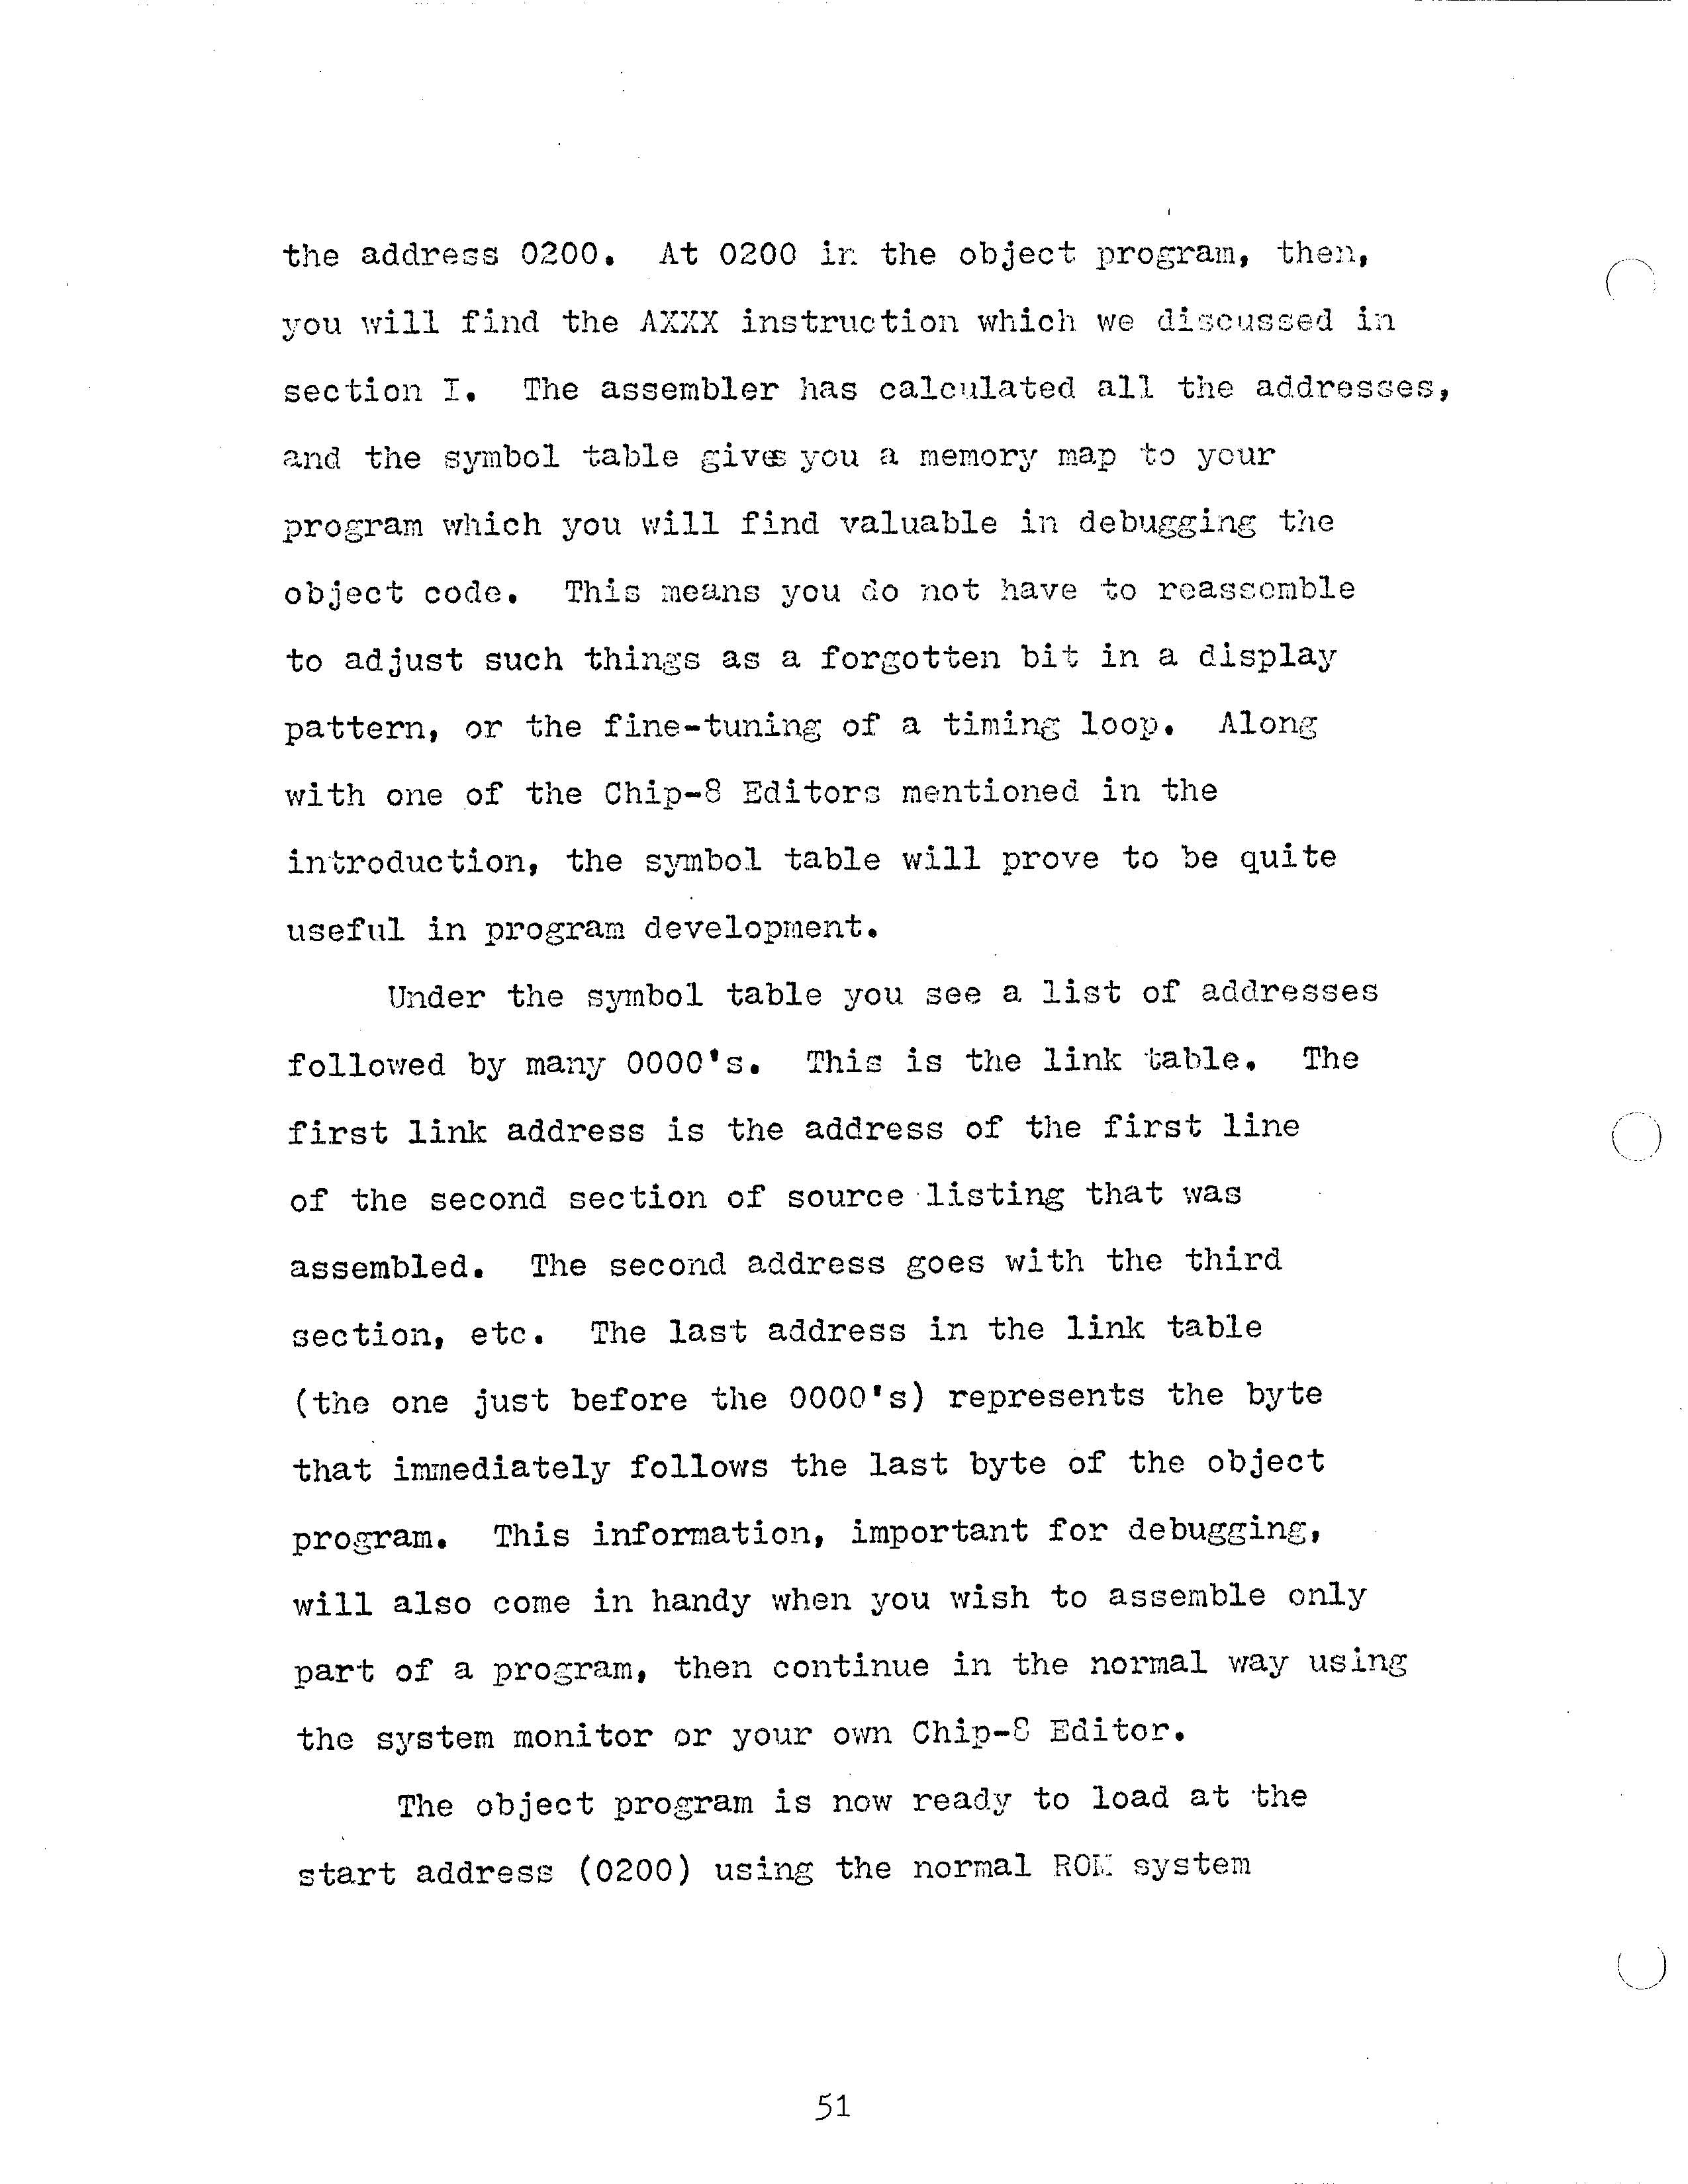 the address 0200.  At 0200 in the object program, then,
you will find the AXXX instruction which we discussed in
section I.  The assembler has calculated all the addresses,
and the symbol table gives you a memory map to your
program which you will find valuable in debugging the
object code.  This means you do not have to reassemble
to adjust such things as a forgotten bit in a display
pattern, or the fine-tuning of a timing loop.  Along
with one of the Chip-8 Editors mentioned in the
introduction, the symbol table will prove to be quite
useful in program development.
Under the symbol table you see a list of addresses
followed by many 0000's.  This is the link table.  The
first link address is the address of the first line
of the second section of source listing that was
assembled.  The second address goes with the third
section, etc.  The last address in the link table
(the one just before the 0000's) represents the byte
that immediately follows the last byte of the object
program.  This information, important for debugging,
will also come in handy when you wish to assemble only
part of a program, then continue in the normal way using
the system monitor or your own Chip-8 Editor.
The object program is now ready to load at the
start address (0200) using the normal ROM system
51